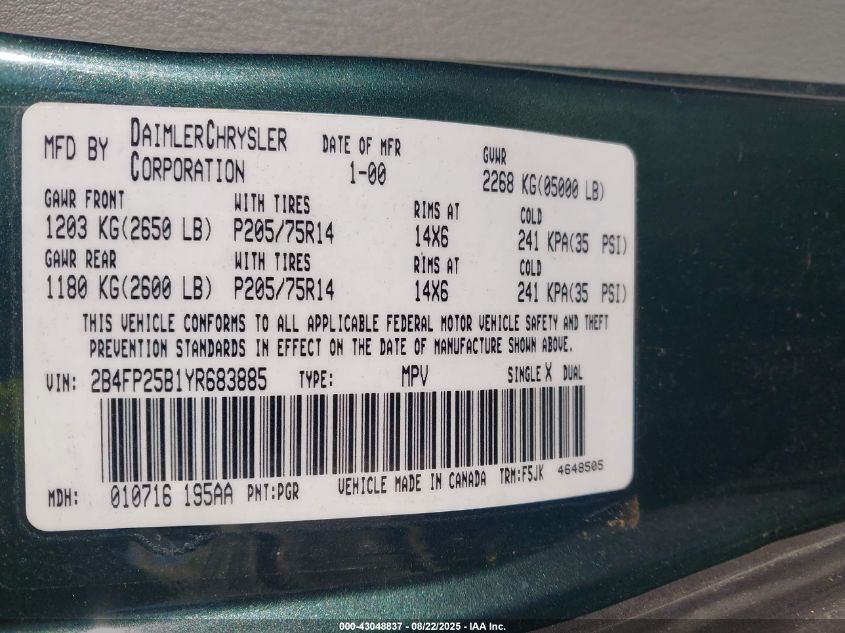 MFD BY DAIMLERCHRYSLER CORPORATION DATE OF MFR 1-00 GVWR 2268 KG(05000 LB)
GAWR FRONT WITH TIRES RIMS AT COLD
1203 KG(2650 LB) P205/75R14 14X6 241 KPA(35 PSI)
GAWR REAR WITH TIRES RIMS AT COLD
1180 KG(2600 LB) P205/75R14 14X6 241 KPA(35 PSI)
THIS VEHICLE CONFORMS TO ALL APPLICABLE FEDERAL MOTOR VEHICLE SAFETY AND THEFT
PREVENTION STANDARDS IN EFFECT ON THE DATE OF MANUFACTURE SHOWN ABOVE.
VIN: 2B4FP25B1YR683885 TYPE: MPV SINGLE X DUAL
MDH: 010716 195AA PNT:PGR VEHICLE MADE IN CANADA TRM:F5JK 4648505
000-43048837 - 08/22/2025 - IAA Inc.